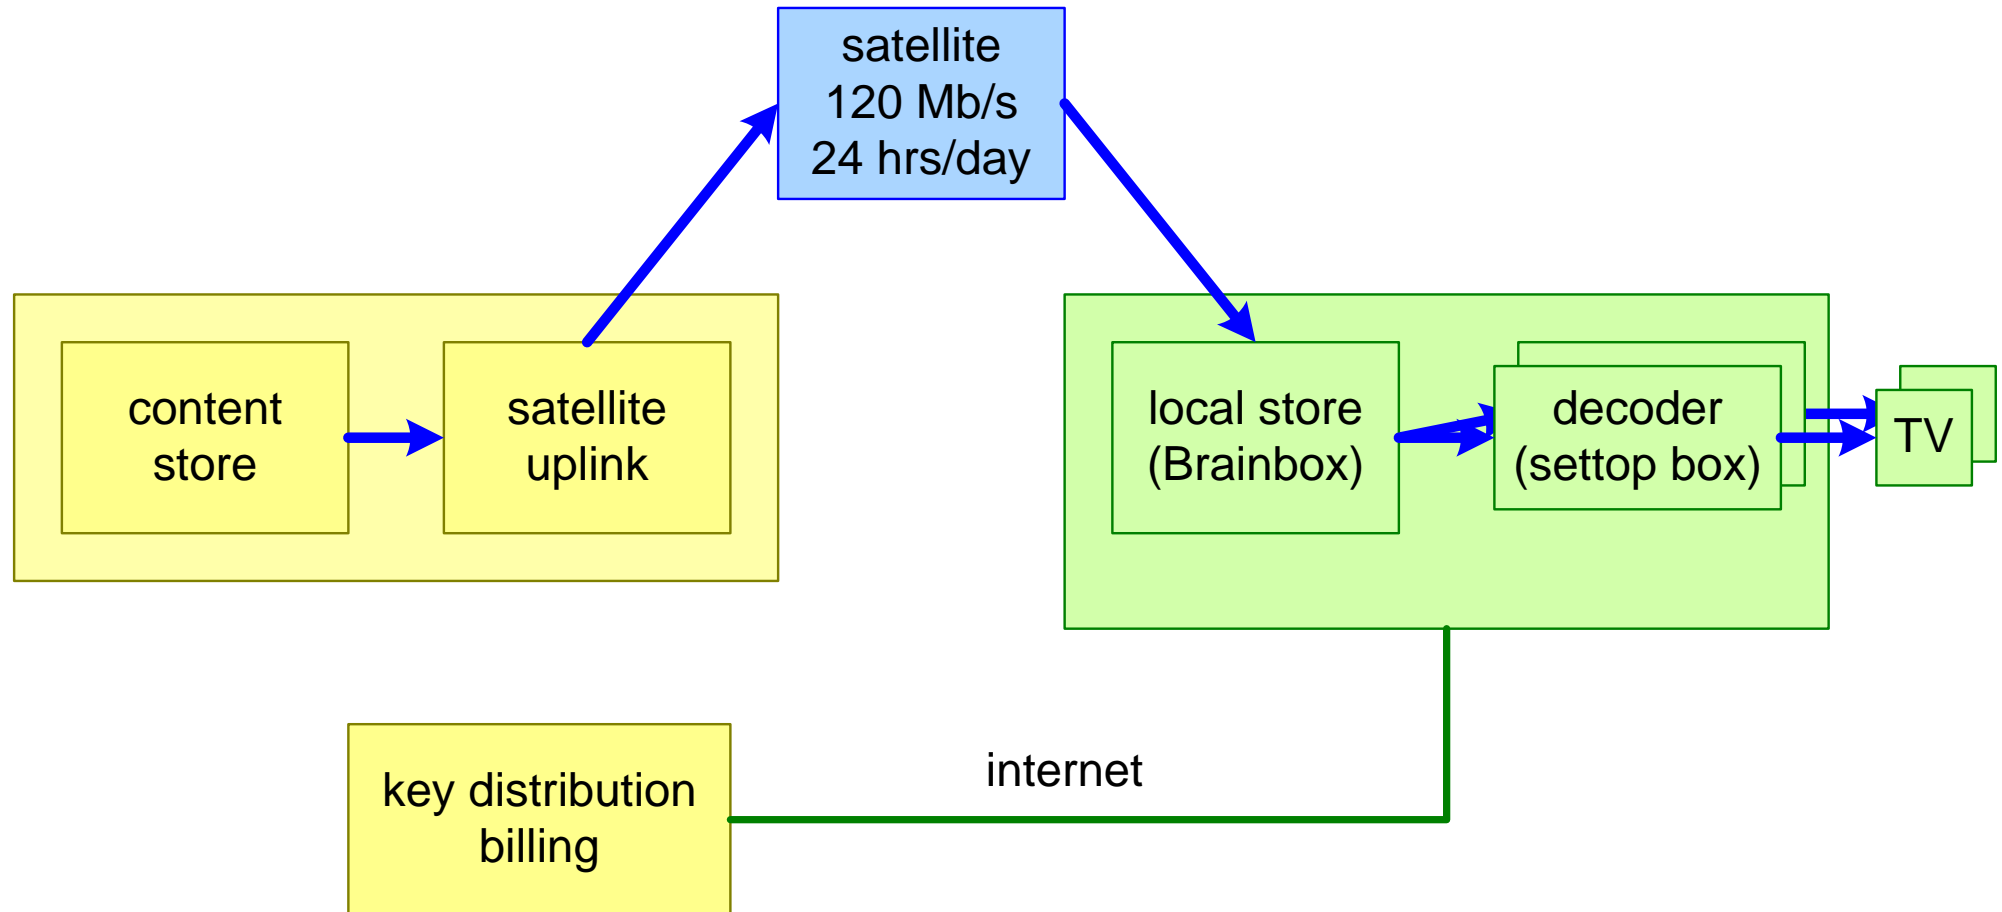 satellite
120 Mb/s
24 hrs/day
content
store
satellite
uplink
local store
(Brainbox)
decoder
(settop box)
TV
key distribution
billing
internet